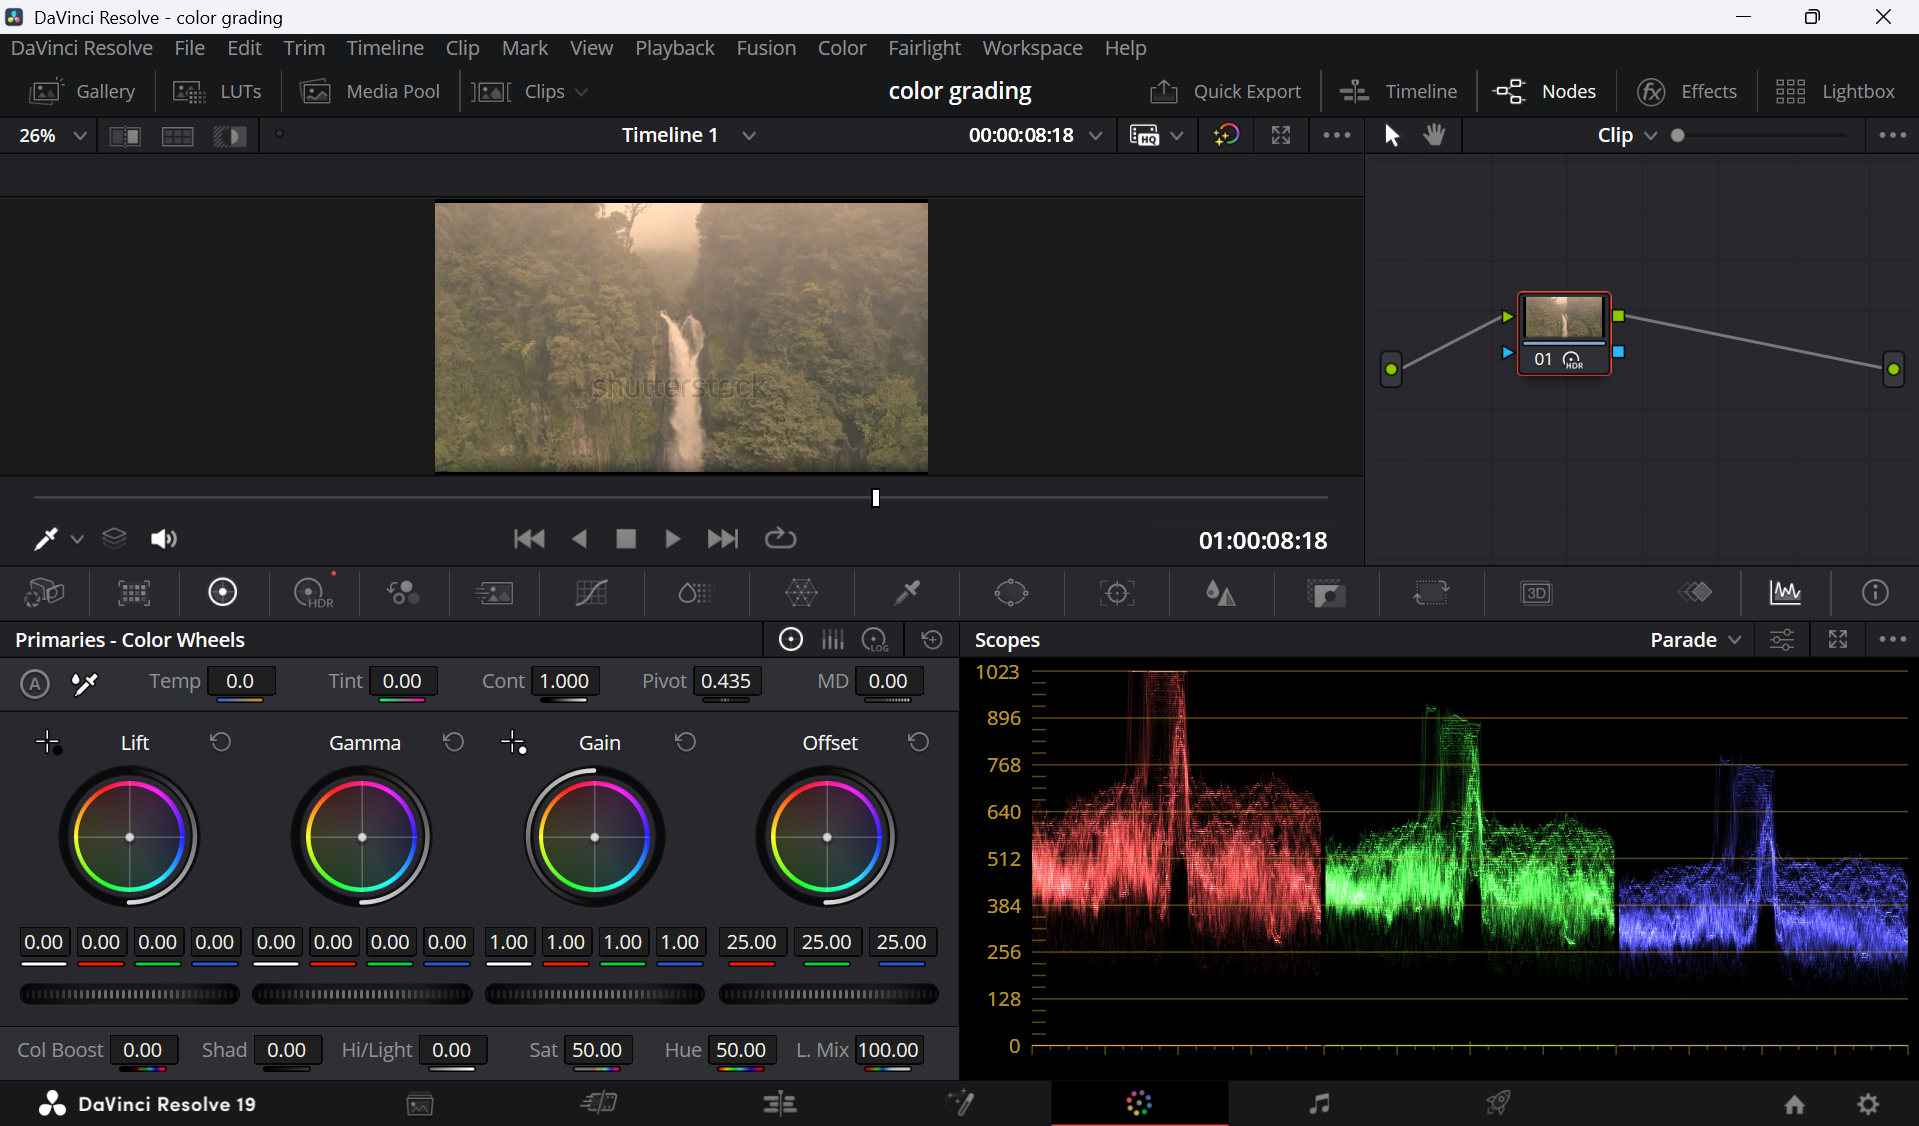 DaVinci Resolve - color grading
DaVinci Resolve File Edit Trim Timeline Clip Mark View Playback Fusion Color Fairlight Workspace Help
Gallery LUTs Media Pool Clips color grading Quick Export Timeline Nodes Effects Lightbox
26% Timeline 1 00:00:08:18 HQ Clip
shutterstock
01 HDR
01:00:08:18
HDR 3D
Primaries - Color Wheels LOG Scopes Parade
A Temp 0.0 Tint 0.00 Cont 1.000 Pivot 0.435 MD 0.00
Lift Gamma Gain Offset
0.00 0.00 0.00 0.00 0.00 0.00 0.00 0.00 1.00 1.00 1.00 1.00 25.00 25.00 25.00
Col Boost 0.00 Shad 0.00 Hi/Light 0.00 Sat 50.00 Hue 50.00 L. Mix 100.00
1023
896
768
640
512
384
256
128
0
DaVinci Resolve 19